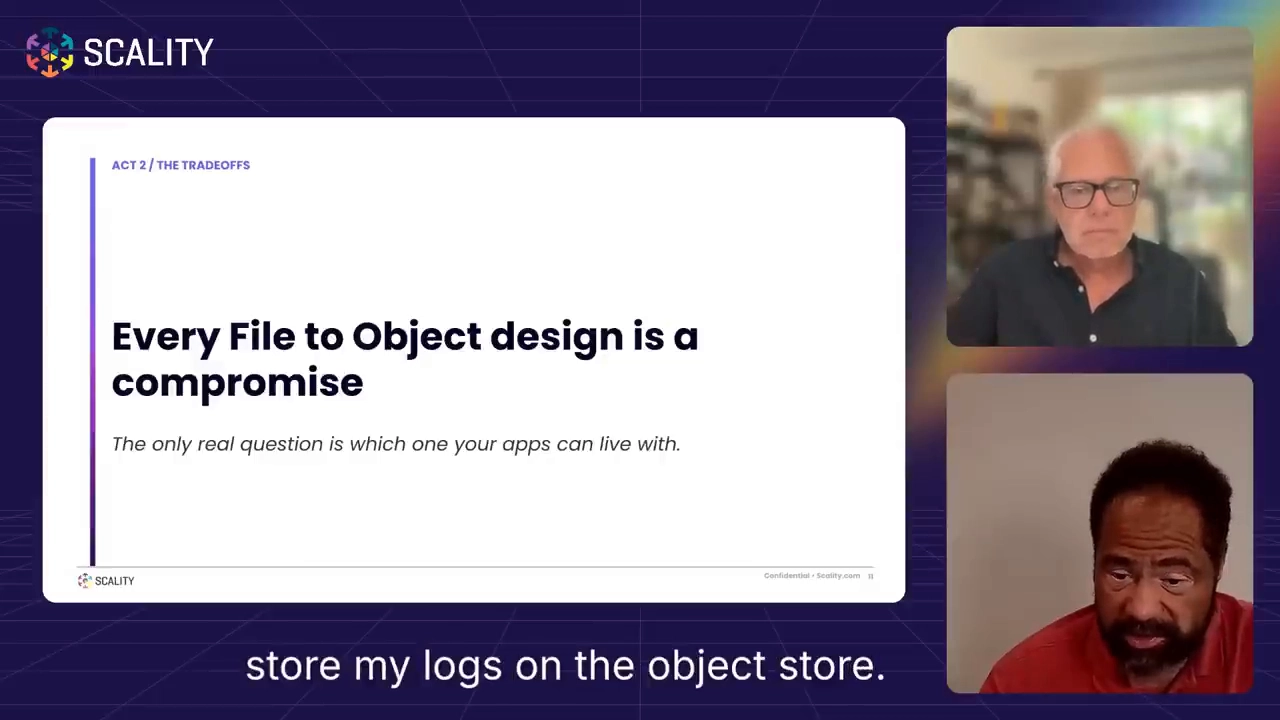 SCALITY
ACT 2 / THE TRADEOFFS
Every File to Object design is a
compromise
The only real question is which one your apps can live with.
SCALITY
Confidential • Scality.com 11
store my logs on the object store.